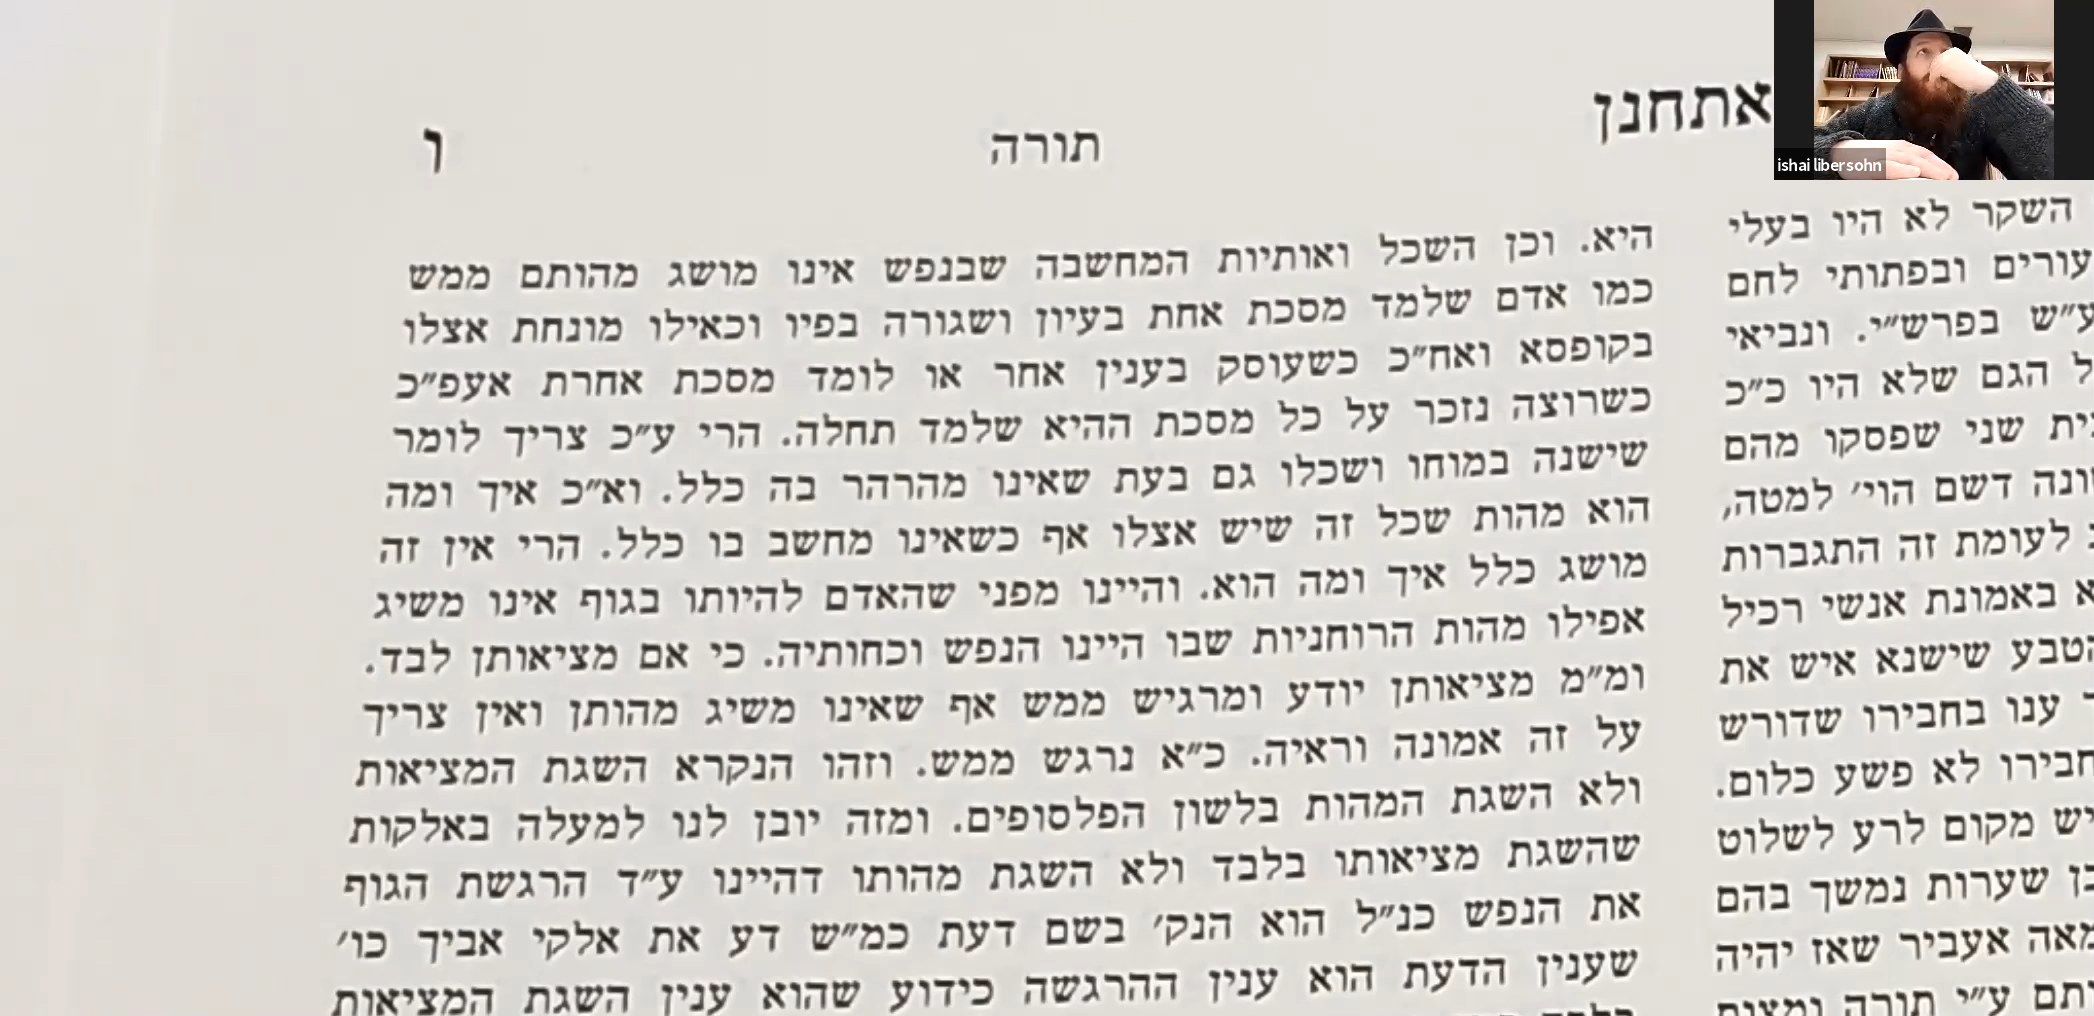 אתחנן
תורה
ו
השקר לא היו בעלי
עורים ובפתותי לחם
ע״ש בפרש״י. ונביאי
הגם שלא היו כ״כ
שני שפסקו מהם
דשם הוי׳ למטה,
לעומת זה התגברות
באמונת אנשי רכיל
שישנא איש את
ענו בחבירו שדורש
חבירו לא פשע כלום.
מקום לרע לשלוט
שערות נמשך בהם
אעביר שאז יהיה
ע״י תורה ומצות
היא. וכן השכל ואותיות המחשבה שבנפש אינו מושג מהותם ממש
כמו אדם שלמד מסכת אחת בעיון ושגורה בפיו וכאילו מונחת אצלו
בקופסא ואח״כ כשעוסק בענין אחר או לומד מסכת אחרת אעפ״כ
כשרוצה נזכר על כל מסכת ההיא שלמד תחלה. הרי ע״כ צריך לומר
שישנה במוחו ושכלו גם בעת שאינו מהרהר בה כלל. וא״כ איך ומה
הוא מהות שכל זה שיש אצלו אף כשאינו מחשב בו כלל. הרי אין זה
מושג כלל איך ומה הוא. והיינו מפני שהאדם להיותו בגוף אינו משיג
אפילו מהות הרוחניות שבו היינו הנפש וכחותיה. כי אם מציאותן לבד.
ומ״מ מציאותן יודע ומרגיש ממש אף שאינו משיג מהותן ואין צריך
על זה אמונה וראיה. כ״א נרגש ממש. וזהו הנקרא השגת המציאות
ולא השגת המהות בלשון הפלסופים. ומזה יובן לנו למעלה באלקות
שהשגת מציאותו בלבד ולא השגת מהותו דהיינו ע״ד הרגשת הגוף
את הנפש כנ״ל הוא הנק׳ בשם דעת כמ״ש דע את אלקי אביך כו׳
שענין הדעת הוא ענין ההרגשה כידוע שהוא ענין השגת המציאות
ishai libersohn